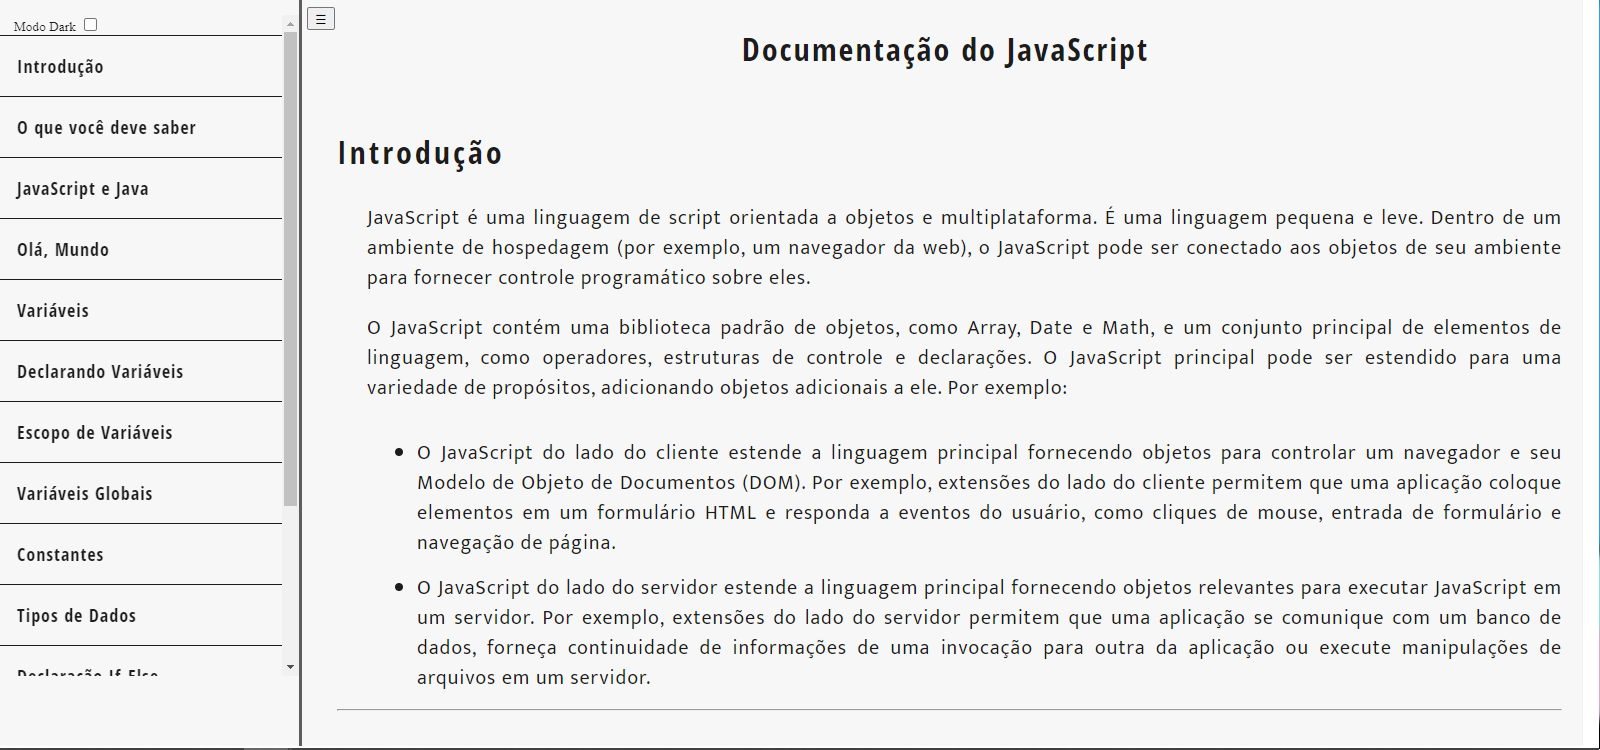 Modo Dark
☰
Introdução
O que você deve saber
JavaScript e Java
Olá, Mundo
Variáveis
Declarando Variáveis
Escopo de Variáveis
Variáveis Globais
Constantes
Tipos de Dados
Declaração If Else
Documentação do JavaScript
Introdução
JavaScript é uma linguagem de script orientada a objetos e multiplataforma. É uma linguagem pequena e leve. Dentro de um
ambiente de hospedagem (por exemplo, um navegador da web), o JavaScript pode ser conectado aos objetos de seu ambiente
para fornecer controle programático sobre eles.
O JavaScript contém uma biblioteca padrão de objetos, como Array, Date e Math, e um conjunto principal de elementos de
linguagem, como operadores, estruturas de controle e declarações. O JavaScript principal pode ser estendido para uma
variedade de propósitos, adicionando objetos adicionais a ele. Por exemplo:
• O JavaScript do lado do cliente estende a linguagem principal fornecendo objetos para controlar um navegador e seu
Modelo de Objeto de Documentos (DOM). Por exemplo, extensões do lado do cliente permitem que uma aplicação coloque
elementos em um formulário HTML e responda a eventos do usuário, como cliques de mouse, entrada de formulário e
navegação de página.
• O JavaScript do lado do servidor estende a linguagem principal fornecendo objetos relevantes para executar JavaScript em
um servidor. Por exemplo, extensões do lado do servidor permitem que uma aplicação se comunique com um banco de
dados, forneça continuidade de informações de uma invocação para outra da aplicação ou execute manipulações de
arquivos em um servidor.